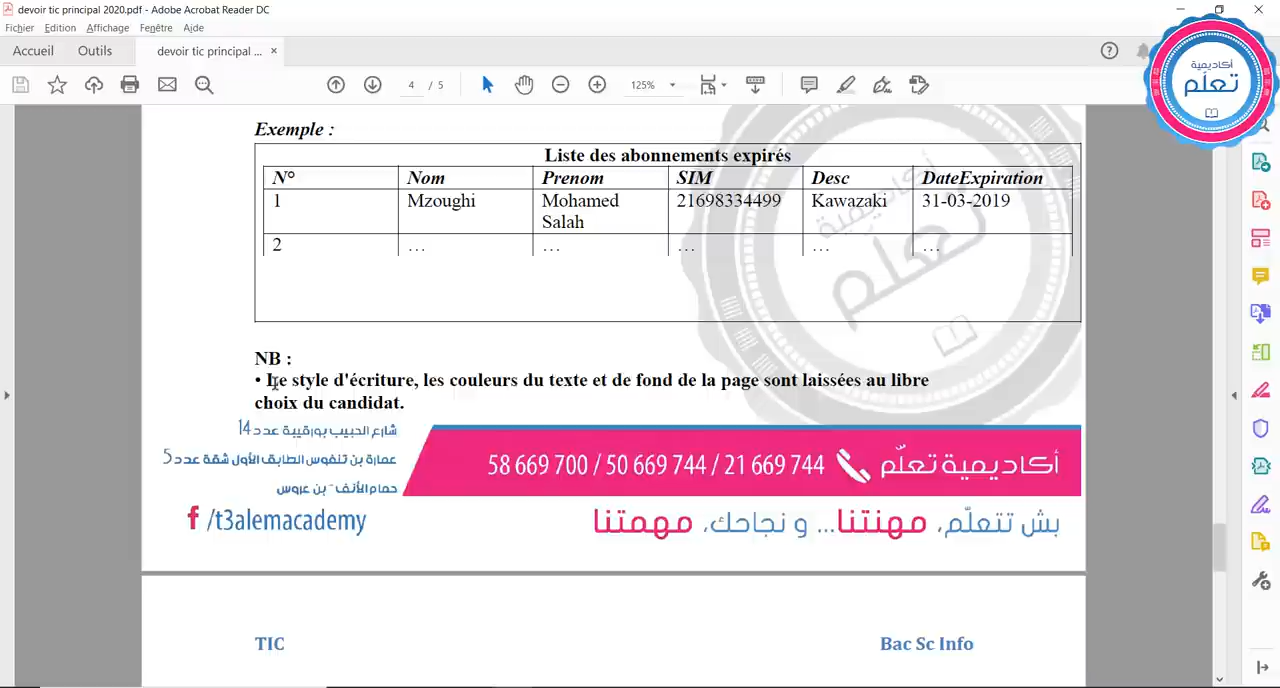 devoir tic principal 2020.pdf - Adobe Acrobat Reader DC
Fichier Edition Affichage Fenêtre Aide
Accueil Outils devoir tic principal ... ×
4 / 5 125%
أكاديمية
تعلّم
Exemple :
Liste des abonnements expirés
N° Nom Prenom SIM Desc DateExpiration
1 Mzoughi Mohamed Salah 21698334499 Kawazaki 31-03-2019
2 ... ... ... ... ...
أكاديمية
تعلّم
NB :
• Le style d'écriture, les couleurs du texte et de fond de la page sont laissées au libre
choix du candidat.
شارع الحبيب بورقيبة عدد 14
عمارة بن تنفوس الطابق الأول شقة عدد 5
حمام الأنف - بن عروس
58 669 700 / 50 669 744 / 21 669 744 أكاديمية تعلّم
f /t3alemacademy
بش تتعلّم، مهنتنا... و نجاحك، مهمتنا
TIC Bac Sc Info